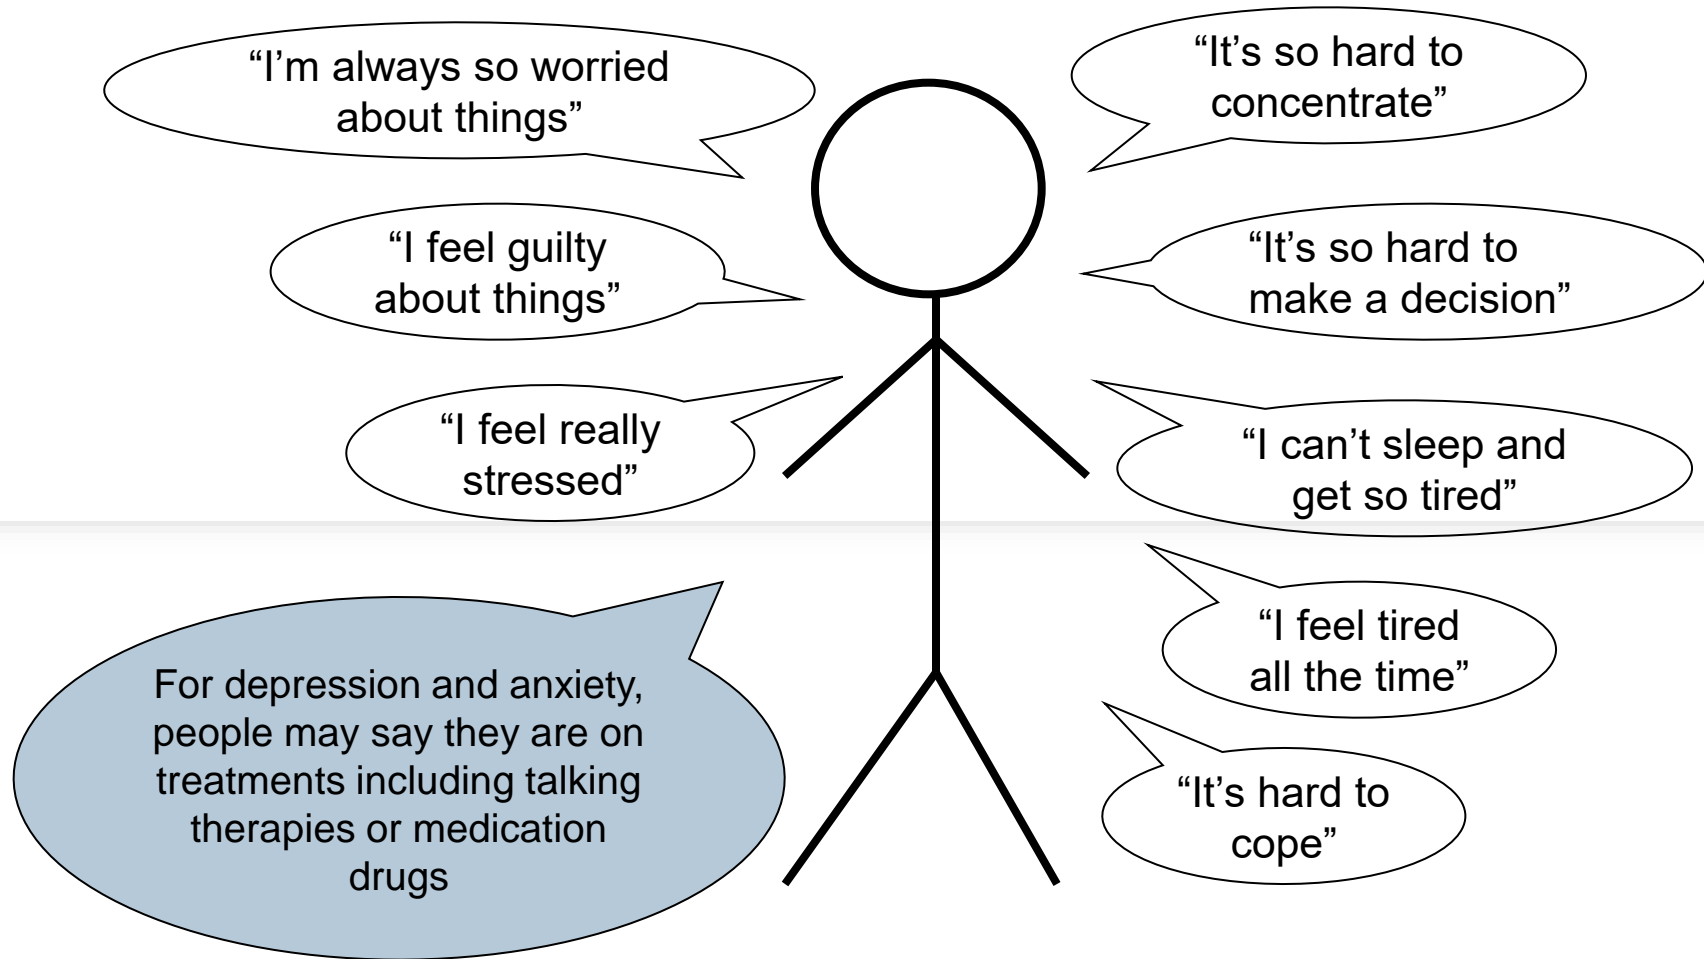 “I’m always so worried
about things”
“It’s so hard to
concentrate”
“I feel guilty
about things”
“It’s so hard to
make a decision”
“I feel really
stressed”
“I can’t sleep and
get so tired”
“I feel tired
all the time”
For depression and anxiety,
people may say they are on
treatments including talking
therapies or medication
drugs
“It’s hard to
cope”